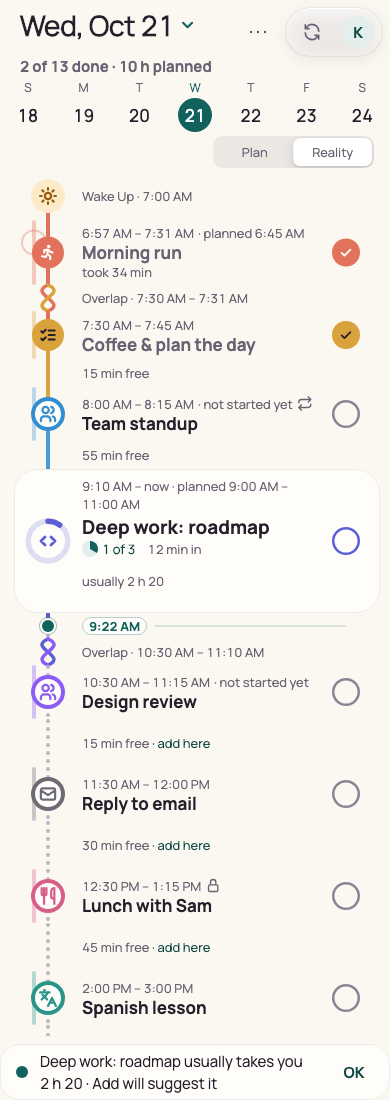 Wed, Oct 21
...
K
2 of 13 done · 10 h planned
S M T W T F S
18 19 20 21 22 23 24
Plan Reality
Wake Up · 7:00 AM
6:57 AM – 7:31 AM · planned 6:45 AM
Morning run
took 34 min
Overlap · 7:30 AM – 7:31 AM
7:30 AM – 7:45 AM
Coffee & plan the day
15 min free
8:00 AM – 8:15 AM · not started yet
Team standup
55 min free
9:10 AM – now · planned 9:00 AM –
11:00 AM
Deep work: roadmap
1 of 3 12 min in
usually 2 h 20
9:22 AM
Overlap · 10:30 AM – 11:10 AM
10:30 AM – 11:15 AM · not started yet
Design review
15 min free · add here
11:30 AM – 12:00 PM
Reply to email
30 min free · add here
12:30 PM – 1:15 PM
Lunch with Sam
45 min free · add here
2:00 PM – 3:00 PM
Spanish lesson
Deep work: roadmap usually takes you
2 h 20 · Add will suggest it
OK